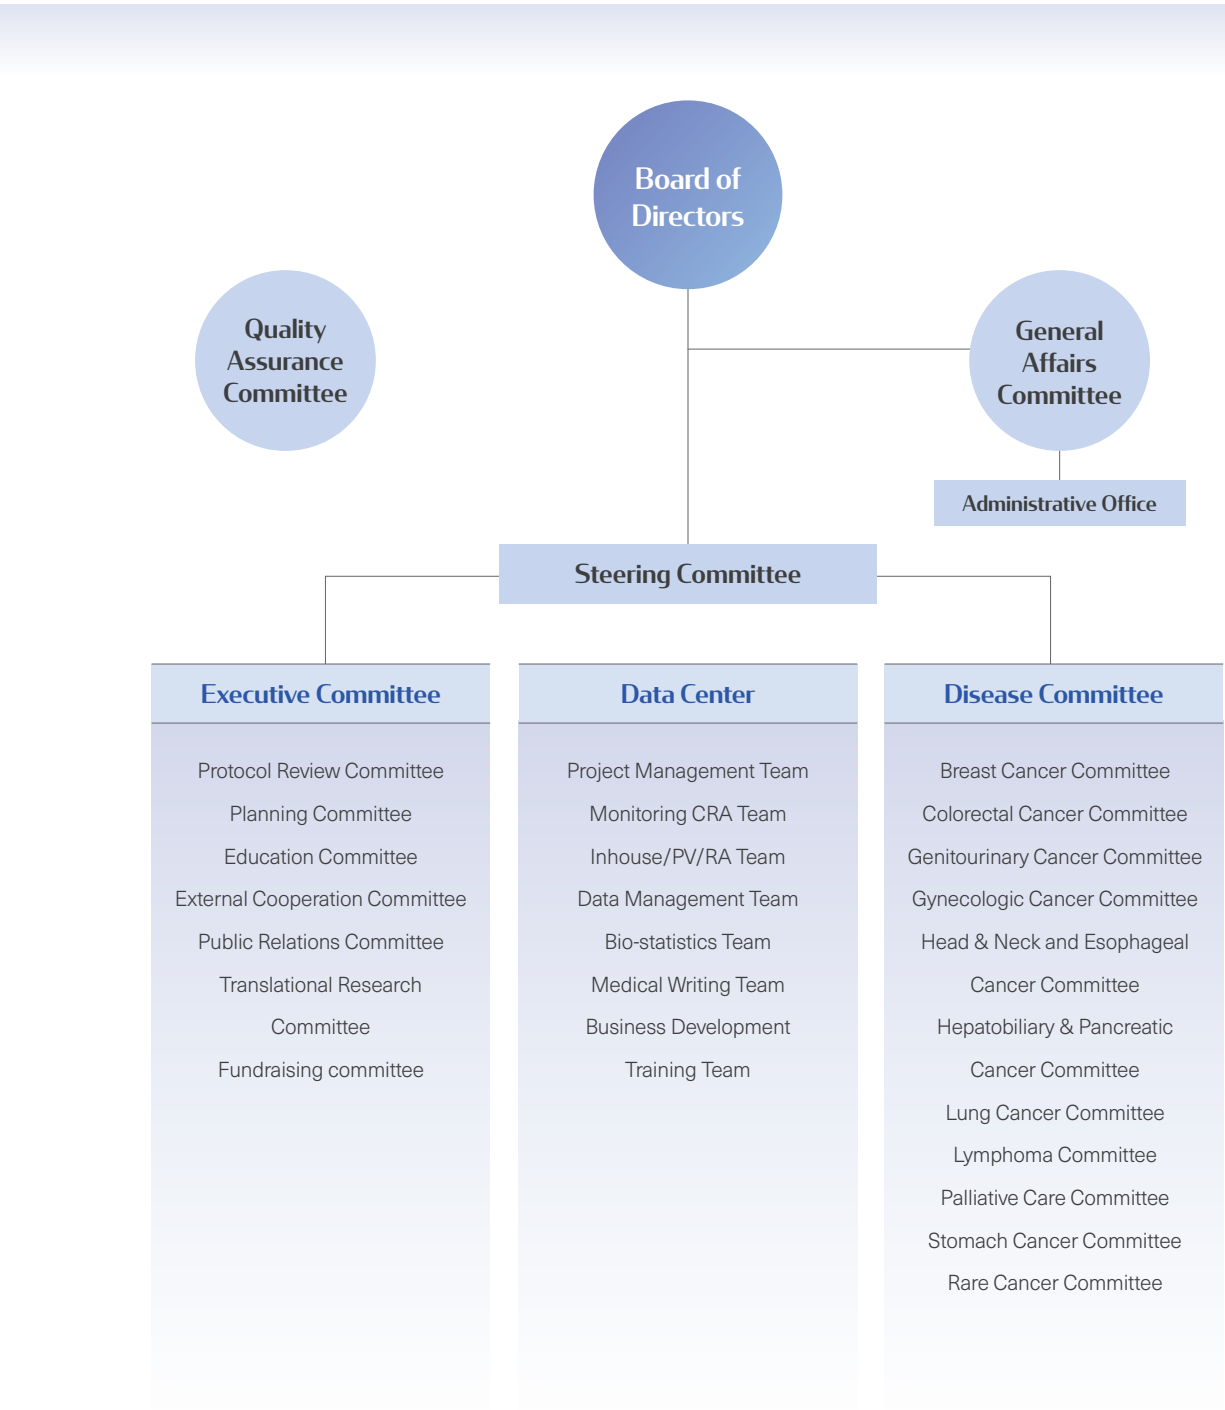 Board of
Directors
Quality
Assurance
Committee
General
Affairs
Committee
Administrative Office
Steering Committee
Executive Committee
Protocol Review Committee
Planning Committee
Education Committee
External Cooperation Committee
Public Relations Committee
Translational Research
Committee
Fundraising committee
Data Center
Project Management Team
Monitoring CRA Team
Inhouse/PV/RA Team
Data Management Team
Bio-statistics Team
Medical Writing Team
Business Development
Training Team
Disease Committee
Breast Cancer Committee
Colorectal Cancer Committee
Genitourinary Cancer Committee
Gynecologic Cancer Committee
Head & Neck and Esophageal
Cancer Committee
Hepatobiliary & Pancreatic
Cancer Committee
Lung Cancer Committee
Lymphoma Committee
Palliative Care Committee
Stomach Cancer Committee
Rare Cancer Committee